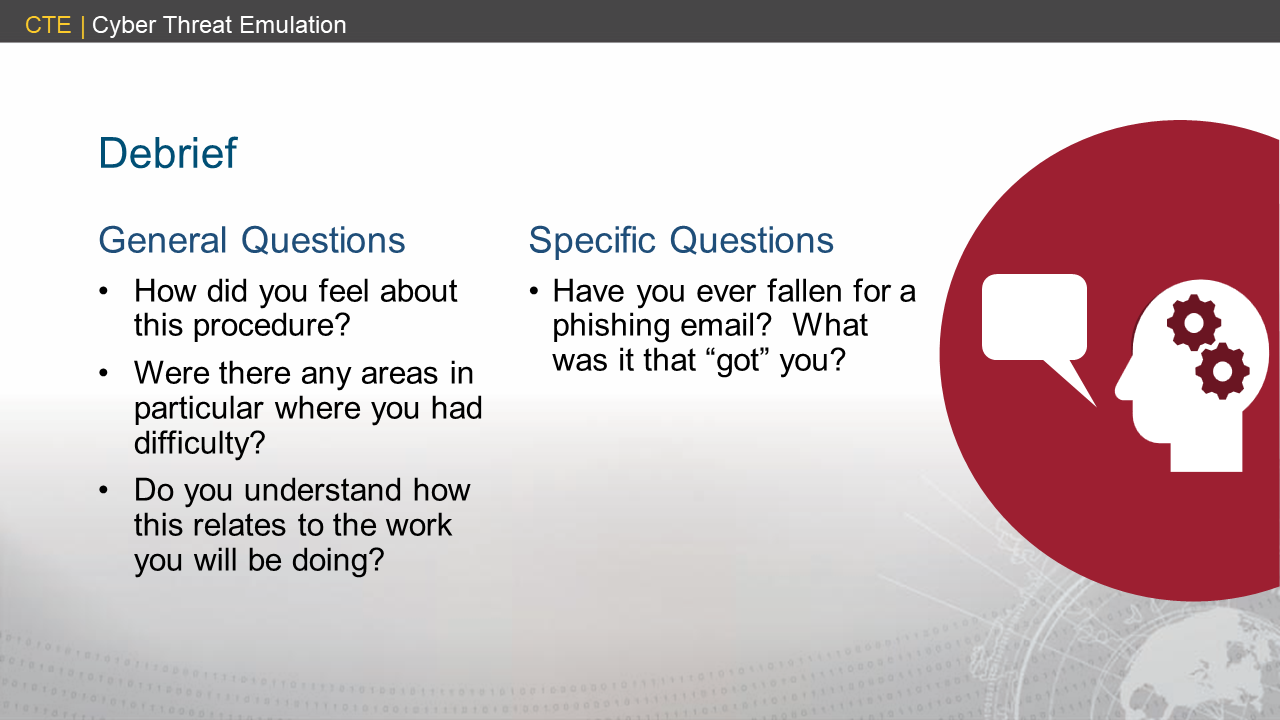 CTE | Cyber Threat Emulation
Debrief
General Questions
• How did you feel about
this procedure?
• Were there any areas in
particular where you had
difficulty?
• Do you understand how
this relates to the work
you will be doing?
Specific Questions
• Have you ever fallen for a
phishing email?  What
was it that “got” you?